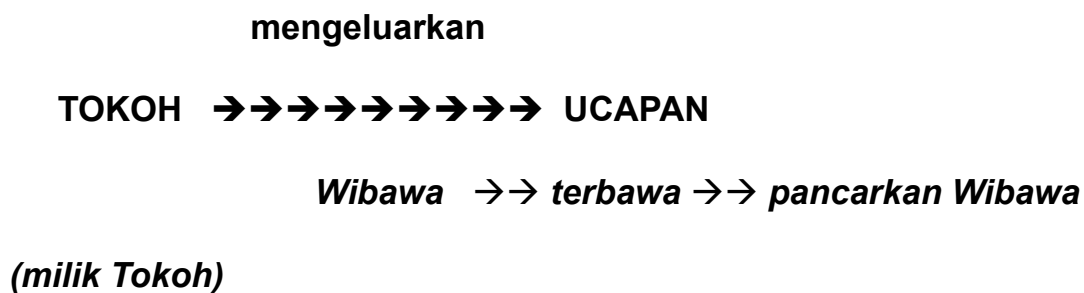 mengeluarkan
TOKOH ➔➔➔➔➔➔➔➔➔ UCAPAN
Wibawa →→ terbawa →→ pancarkan Wibawa
(milik Tokoh)